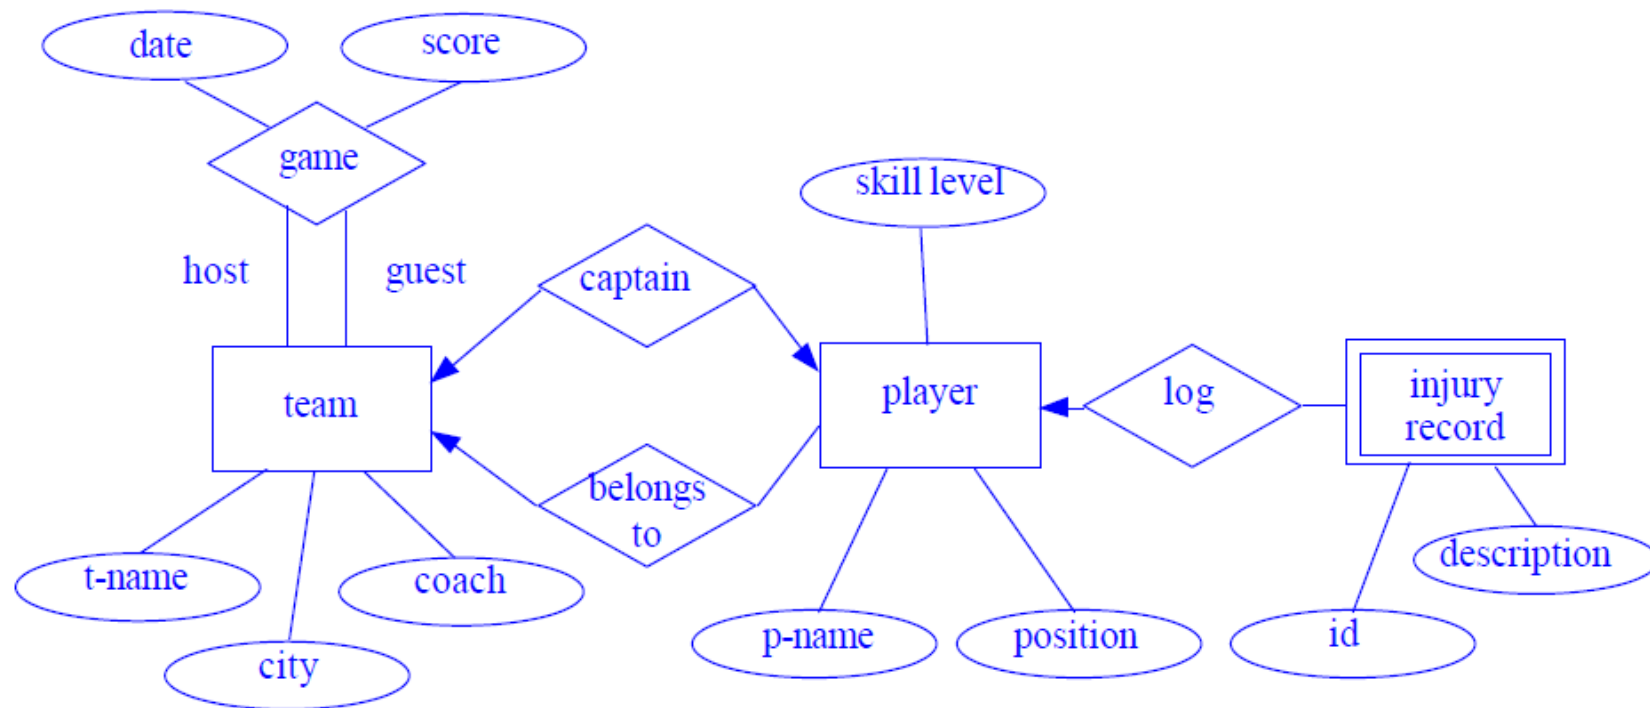 date
score
game
skill level
host
guest
captain
team
player
log
injury
record
belongs
to
t-name
coach
city
p-name
position
id
description